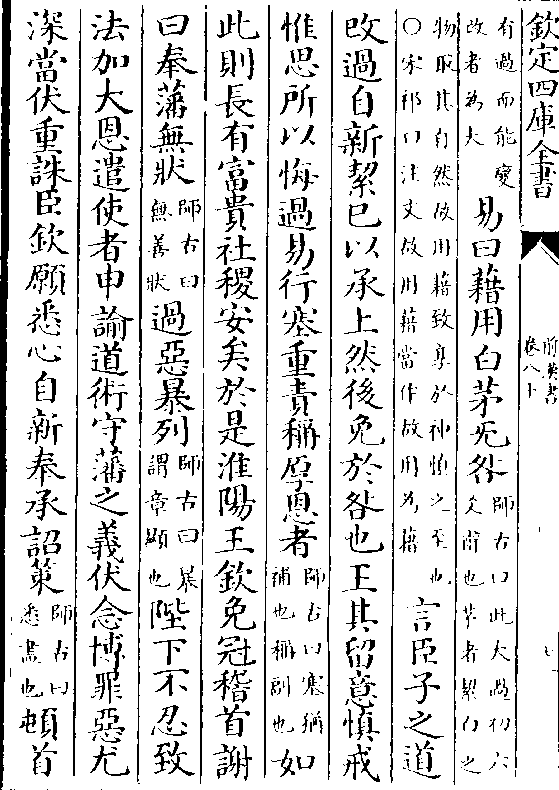 欽定四庫全書
前漢書
卷八十
有過而能變
改者為大
易曰藉用白茅无咎
師古曰此大過初六
爻辭也茅者絜白之
物取其自然故用藉致享於神慎之至也
○宋祁曰注文故用藉當作故用為藉
言臣子之道
改過自新絜已以承上然後免於咎也王其留意慎戒
惟思所以悔過易行塞重責稱厚恩者
師古曰塞猶
補也稱副也
如
此則長有富貴社稷安矣於是淮陽王欽免冠稽首謝
曰奉藩無狀
師古曰
無善狀
過惡暴列
師古曰暴
謂章顯也
陛下不忍致
法加大恩遣使者申諭道術守藩之義伏念博罪惡尤
深當伏重誅臣欽願悉心自新奉承詔策
師古曰
悉盡也
頓首